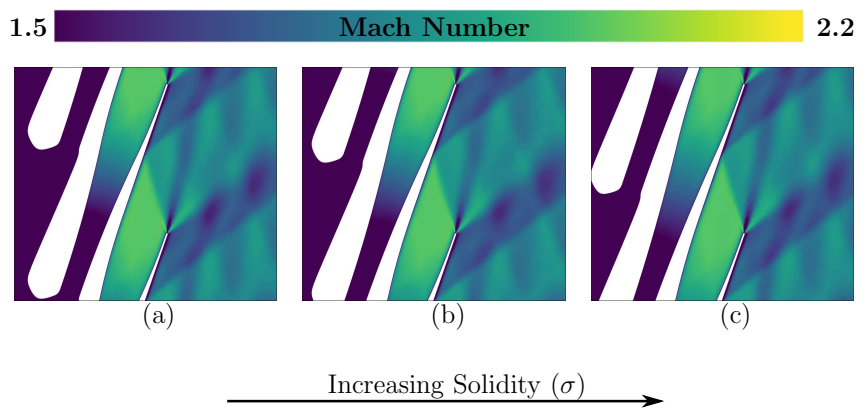 1.5 Mach Number 2.2
(a) (b) (c)
Increasing Solidity (σ)